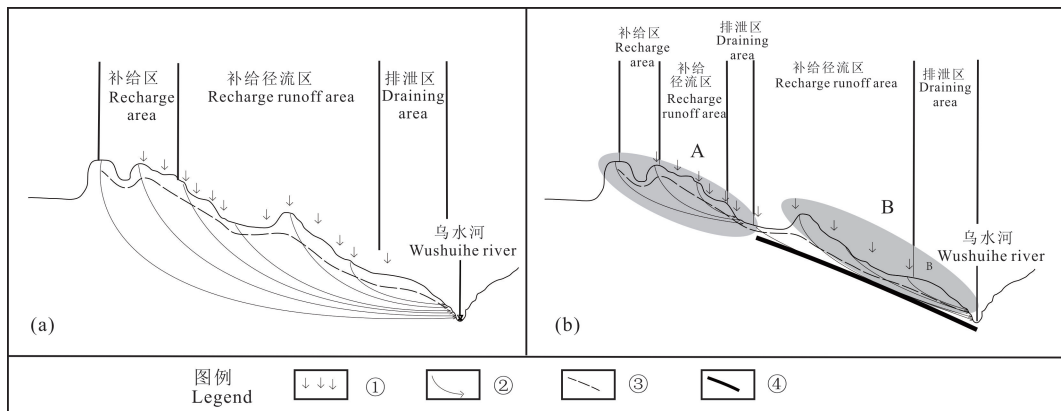 补给区
Recharge
area
补给径流区
Recharge runoff area
排泄区
Draining
area
乌水河
Wushuihe river
(a)
补给区
Recharge
area
补给
径流区
Recharge
runoff area
排泄区
Draining
area
补给径流区
Recharge runoff area
排泄区
Draining
area
A
B
B
乌水河
Wushuihe river
(b)
图例
Legend
①
②
③
④